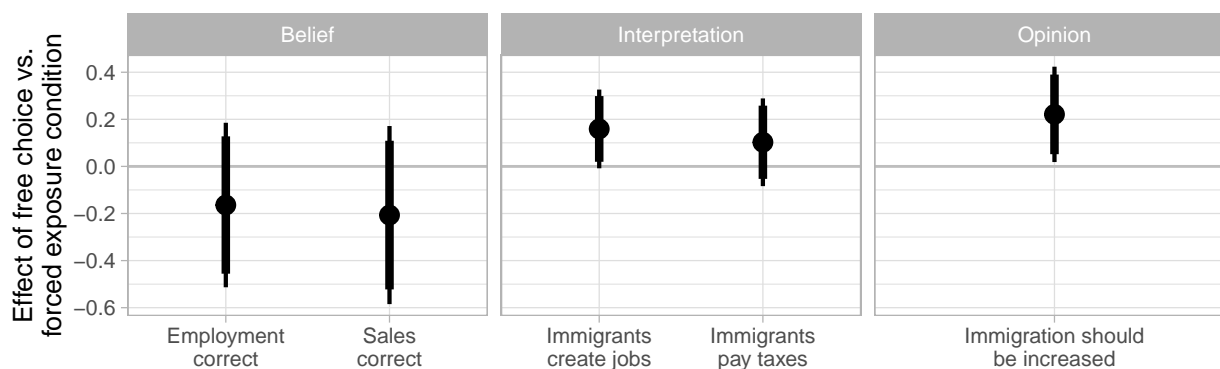 Effect of free choice vs.
forced exposure condition
Belief
Interpretation
Opinion
0.4
0.2
0.0
−0.2
−0.4
−0.6
Employment
correct
Sales
correct
Immigrants
create jobs
Immigrants
pay taxes
Immigration should
be increased